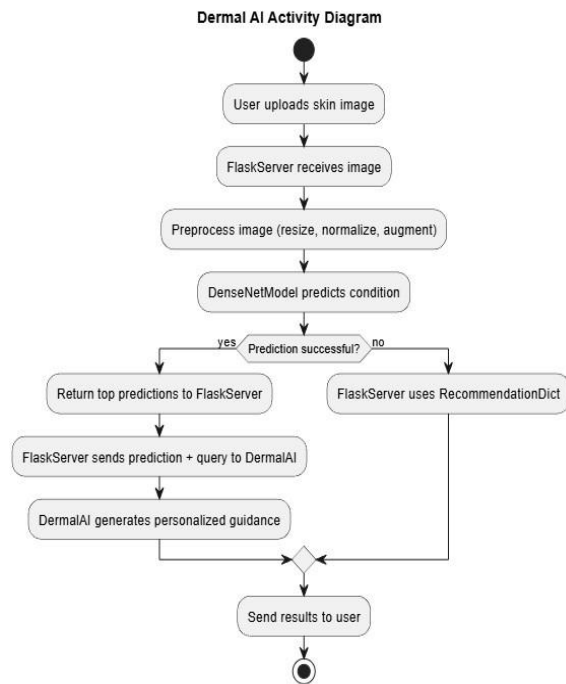 Dermal AI Activity Diagram
User uploads skin image
FlaskServer receives image
Preprocess image (resize, normalize, augment)
DenseNetModel predicts condition
yes
Prediction successful?
no
Return top predictions to FlaskServer
FlaskServer uses RecommendationDict
FlaskServer sends prediction + query to DermalAI
DermalAI generates personalized guidance
Send results to user